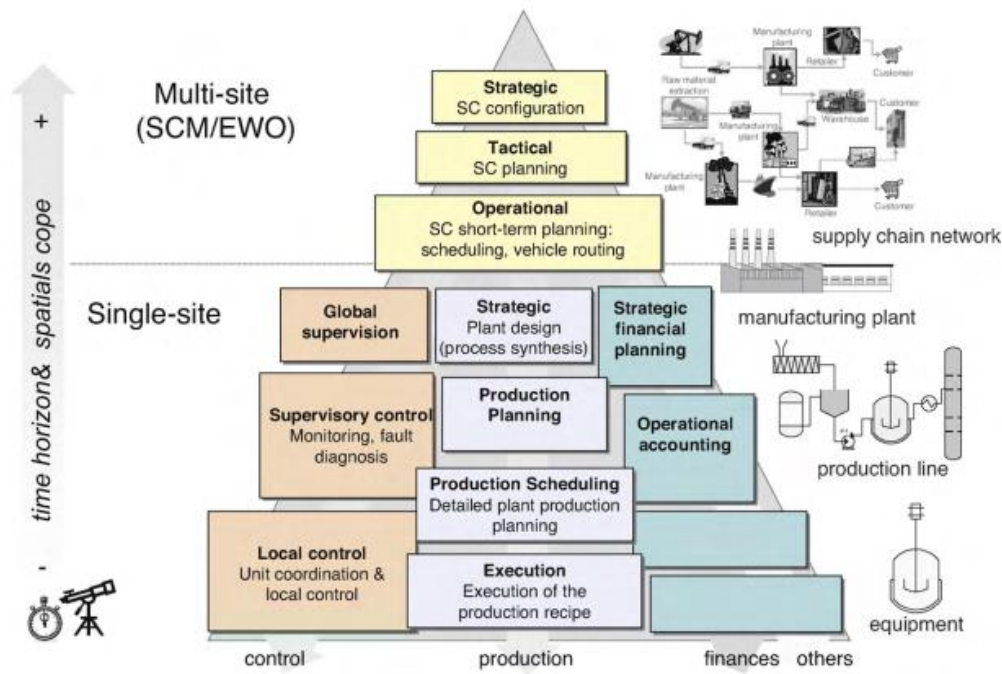 Multi-site
(SCM/EWO)
Strategic
SC configuration
Tactical
SC planning
Operational
SC short-term planning:
scheduling, vehicle routing
Manufacturing
plant
Retailer
Customer
Raw material
extraction
Customer
Warehouse
Manufacturing
plant
Manufacturing
plant
Retailer
Customer
supply chain network
+
time horizon& spatials cope
-
Single-site
Global
supervision
Strategic
Plant design
(process synthesis)
Strategic
financial
planning
manufacturing plant
Supervisory control
Monitoring, fault
diagnosis
Production
Planning
Operational
accounting
production line
Production Scheduling
Detailed plant production
planning
Local control
Unit coordination &
local control
Execution
Execution of the
production recipe
equipment
control
production
finances
others